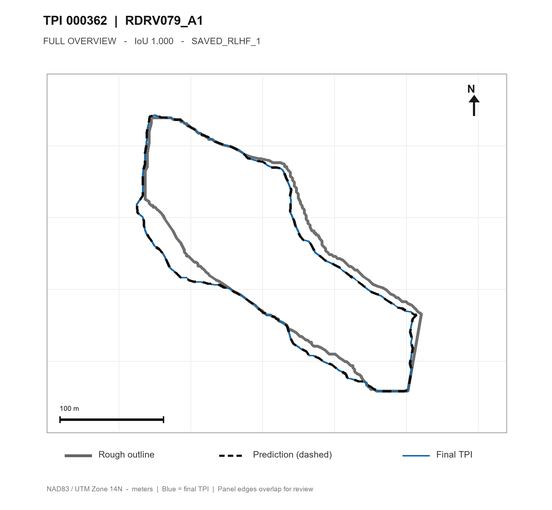 TPI 000362 | RDRV079_A1
FULL OVERVIEW - IoU 1.000 - SAVED_RLHF_1
N
100 m
Rough outline
Prediction (dashed)
Final TPI
NAD83 / UTM Zone 14N - meters | Blue = final TPI | Panel edges overlap for review